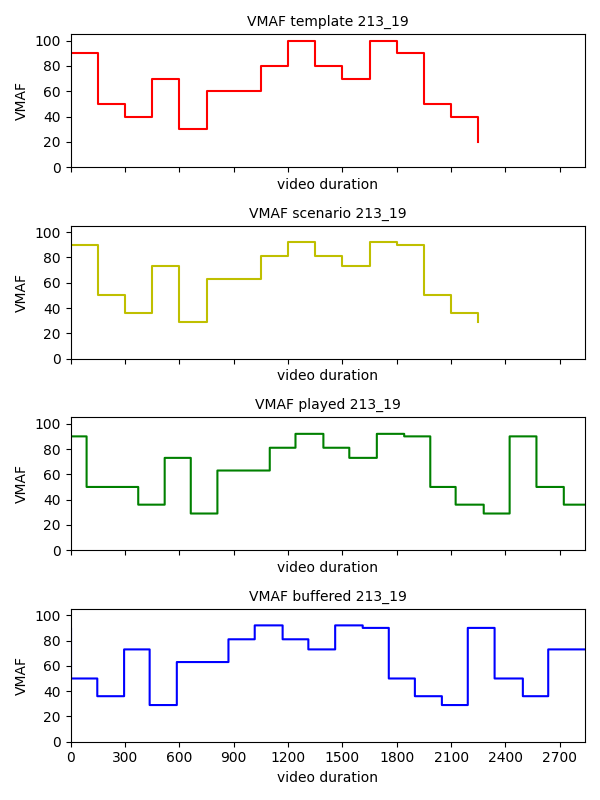 VMAF template 213_19
100
80
60
40
20
0
VMAF
video duration
VMAF scenario 213_19
100
80
60
40
20
0
VMAF
video duration
VMAF played 213_19
100
80
60
40
20
0
VMAF
video duration
VMAF buffered 213_19
100
80
60
40
20
0
VMAF
0 300 600 900 1200 1500 1800 2100 2400 2700
video duration